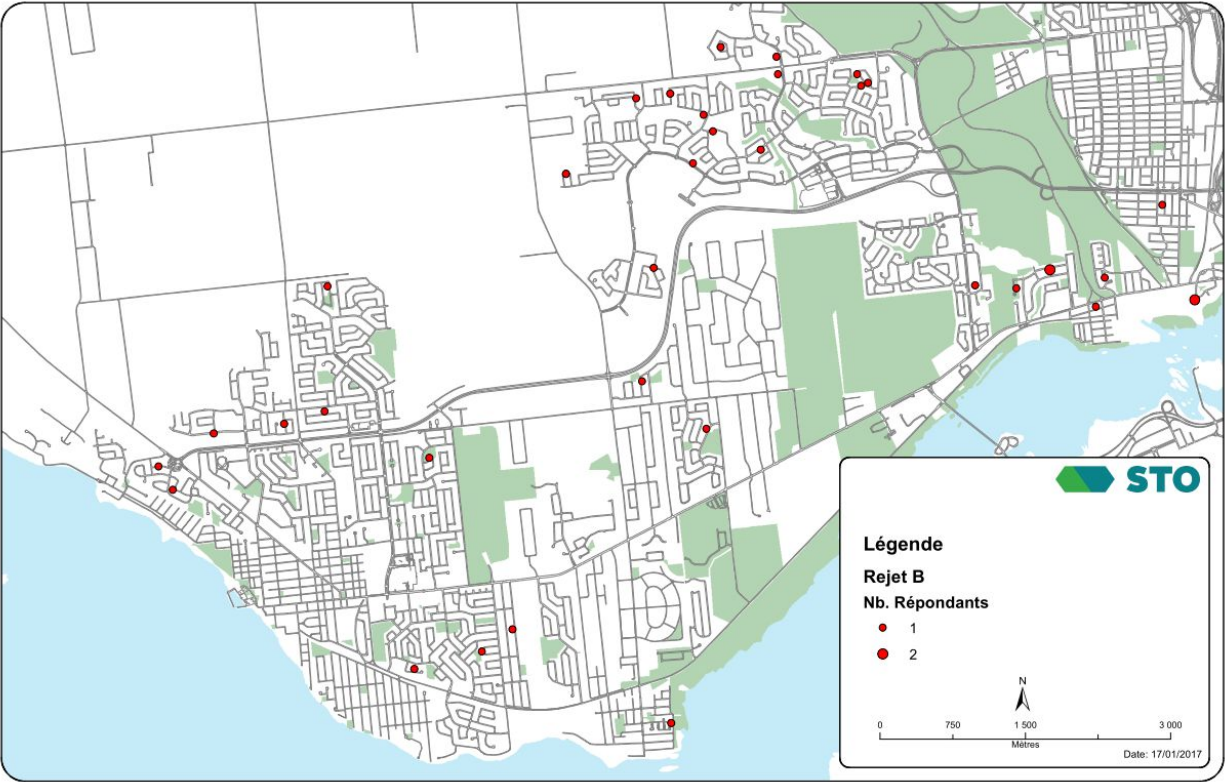 STO
Légende
Rejet B
Nb. Répondants
1
2
N
0 750 1 500 3 000
Mètres
Date: 17/01/2017